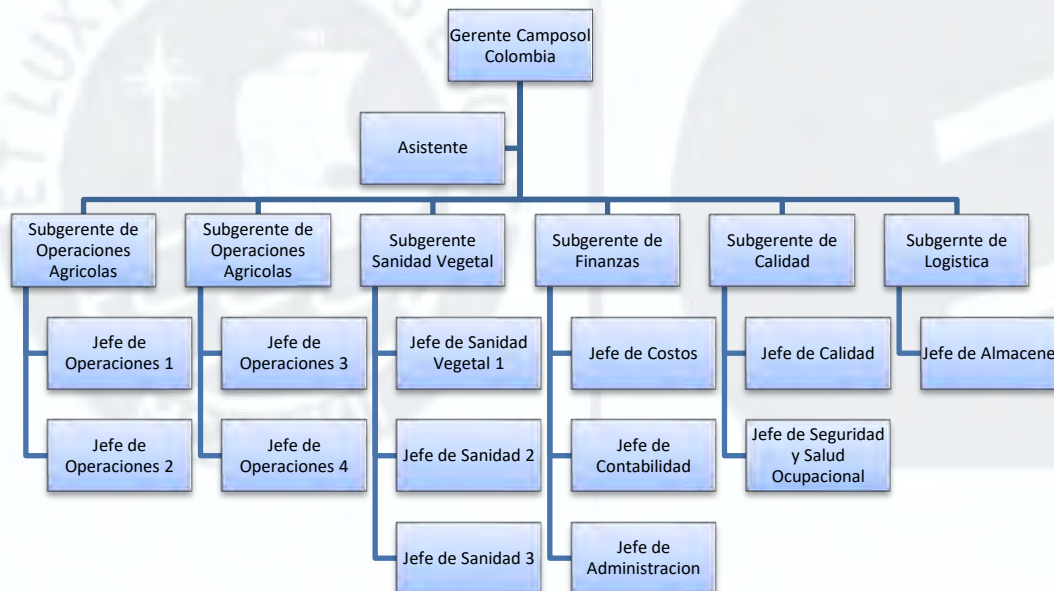 Gerente Camposol
Colombia
Asistente
Subgerente de
Operaciones
Agricolas
Subgerente de
Operaciones
Agricolas
Subgerente
Sanidad Vegetal
Subgerente de
Finanzas
Subgerente de
Calidad
Subgernte de
Logistica
Jefe de
Operaciones 1
Jefe de
Operaciones 3
Jefe de Sanidad
Vegetal 1
Jefe de Costos
Jefe de Calidad
Jefe de Almacene
Jefe de
Operaciones 2
Jefe de
Operaciones 4
Jefe de Sanidad 2
Jefe de
Contabilidad
Jefe de Seguridad
y Salud
Ocupacional
Jefe de Sanidad 3
Jefe de
Administracion
ET LUX